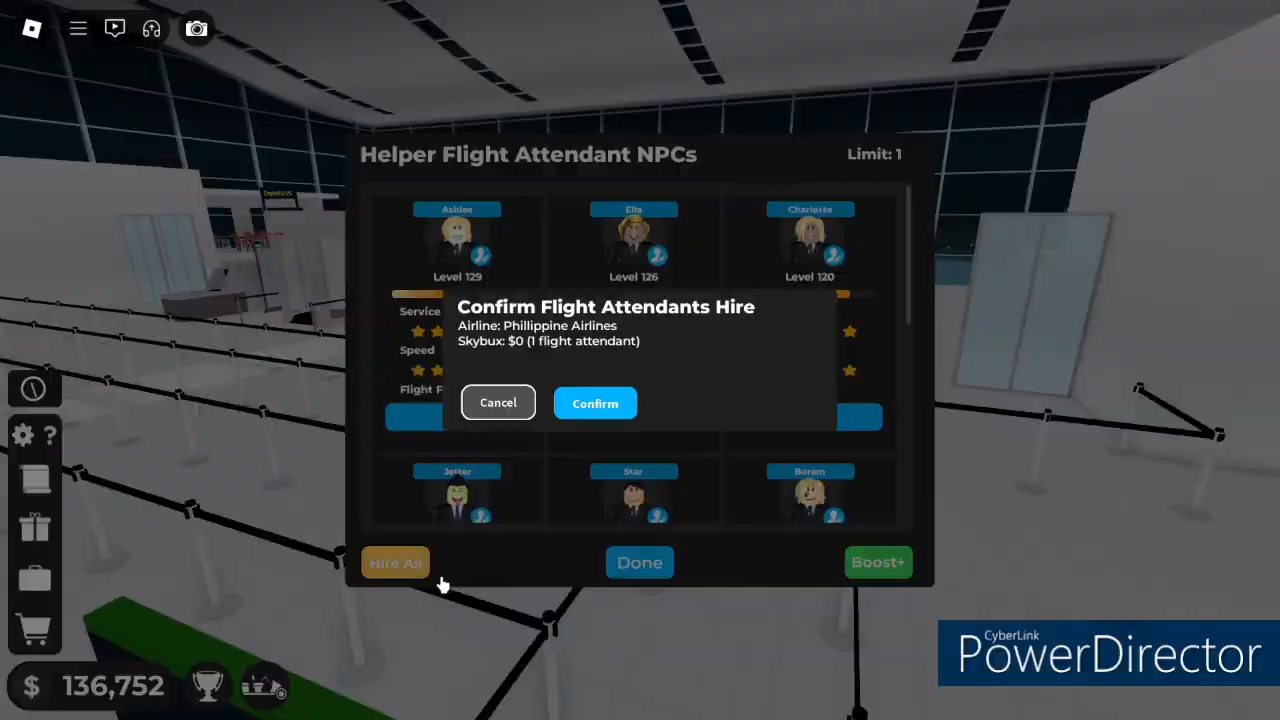 Helper Flight Attendant NPCs
Limit: 1
Ashlee
Ella
Charlotte
Level 129
Level 126
Level 120
Confirm Flight Attendants Hire
Airline: Phillippine Airlines
Skybux: $0 (1 flight attendant)
Service
Speed
Flight F
Cancel
Confirm
?
Jetter
Star
Boram
Hire All
Done
Boost+
$ 136,752
CyberLink
PowerDirector